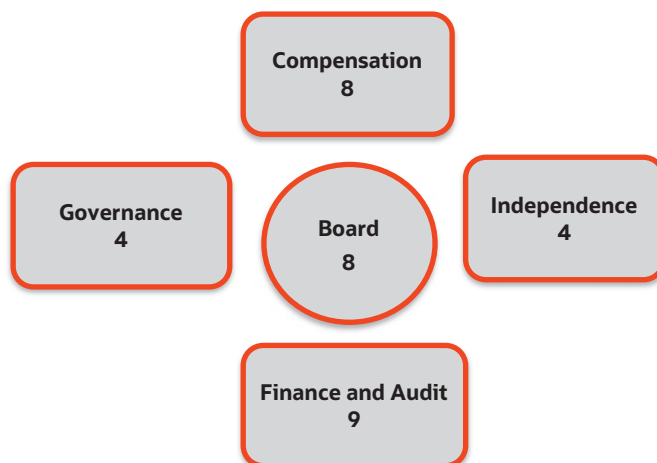 Compensation
8
Governance
4
Board
8
Independence
4
Finance and Audit
9